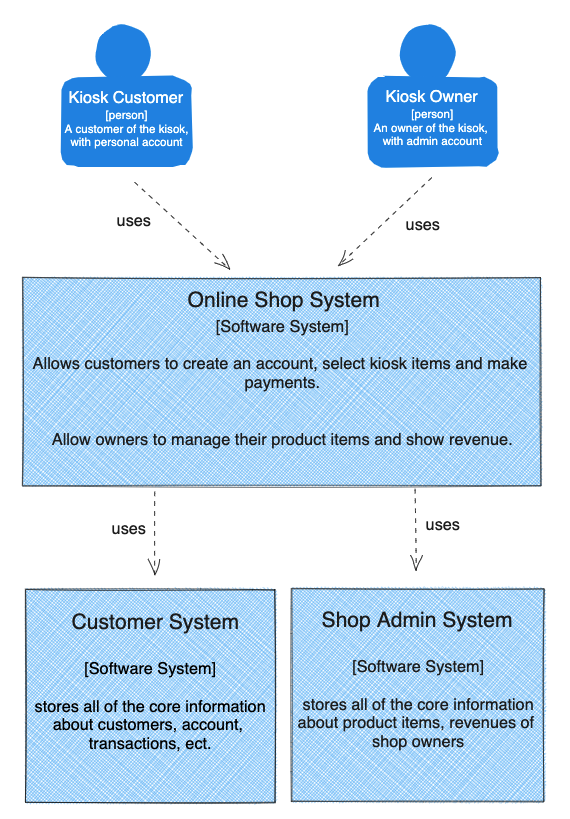 Kiosk Customer
[person]
A customer of the kisok,
with personal account
Kiosk Owner
[person]
An owner of the kisok,
with admin account
uses
uses
Online Shop System
[Software System]
Allows customers to create an account, select kiosk items and make
payments.
Allow owners to manage their product items and show revenue.
uses
uses
Customer System
[Software System]
stores all of the core information
about customers, account,
transactions, ect.
Shop Admin System
[Software System]
stores all of the core information
about product items, revenues of
shop owners